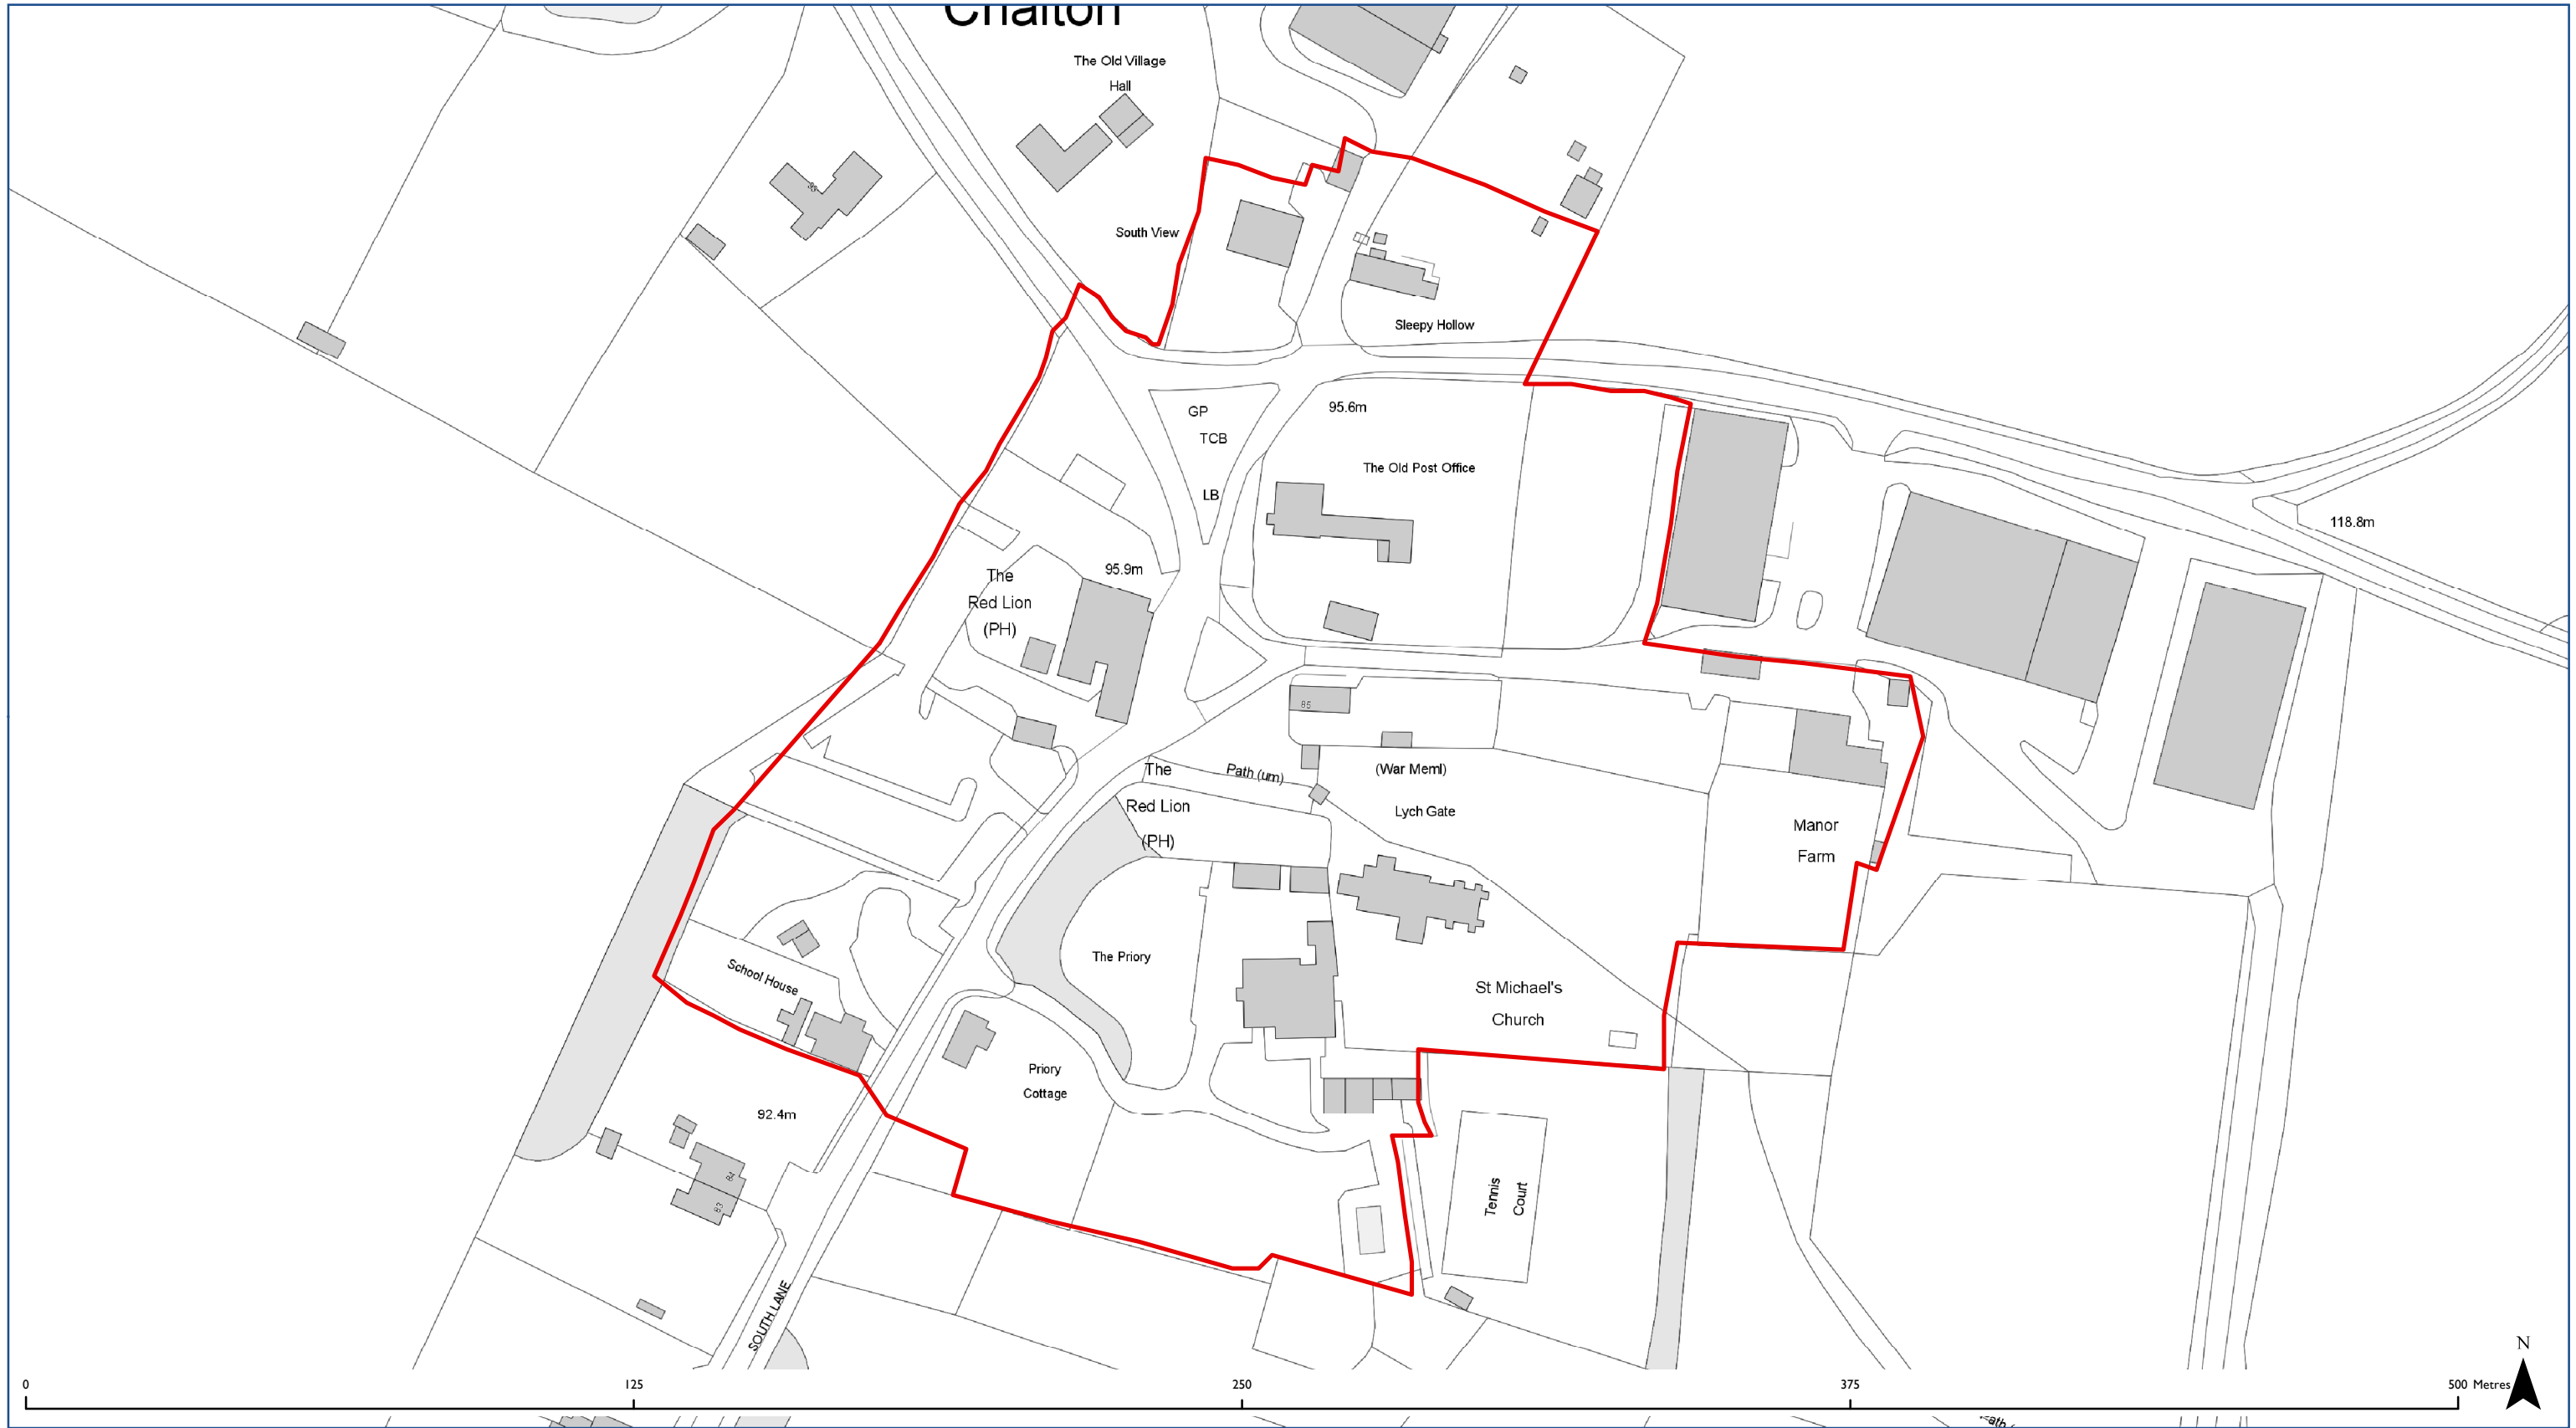 Chalton
The Old Village
Hall
South View
Sleepy Hollow
GP
TCB
LB
95.6m
The Old Post Office
118.8m
95.9m
The
Red Lion
(PH)
85
Path (um)
(War Meml)
Lych Gate
The
Red Lion
(PH)
Manor
Farm
The Priory
School House
St Michael's
Church
Priory
Cottage
92.4m
84
83
Tennis
Court
SOUTH LANE
N
0
125
250
375
500 Metres